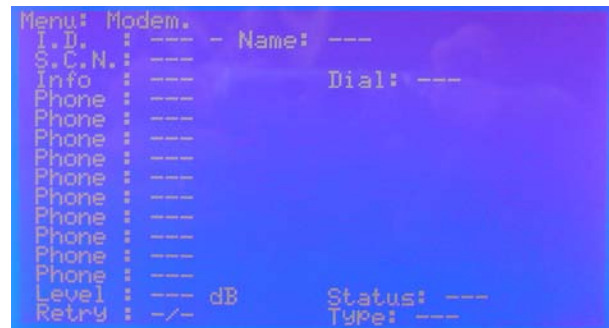 Menu: Modem.
I.D. : --- - Name: ---
S.C.N.: ---
Info : --- Dial: ---
Phone : ---
Phone : ---
Phone : ---
Phone : ---
Phone : ---
Phone : ---
Phone : ---
Phone : ---
Phone : ---
Phone : ---
Level : --- dB Status: ---
Retry : -/- Type: ---